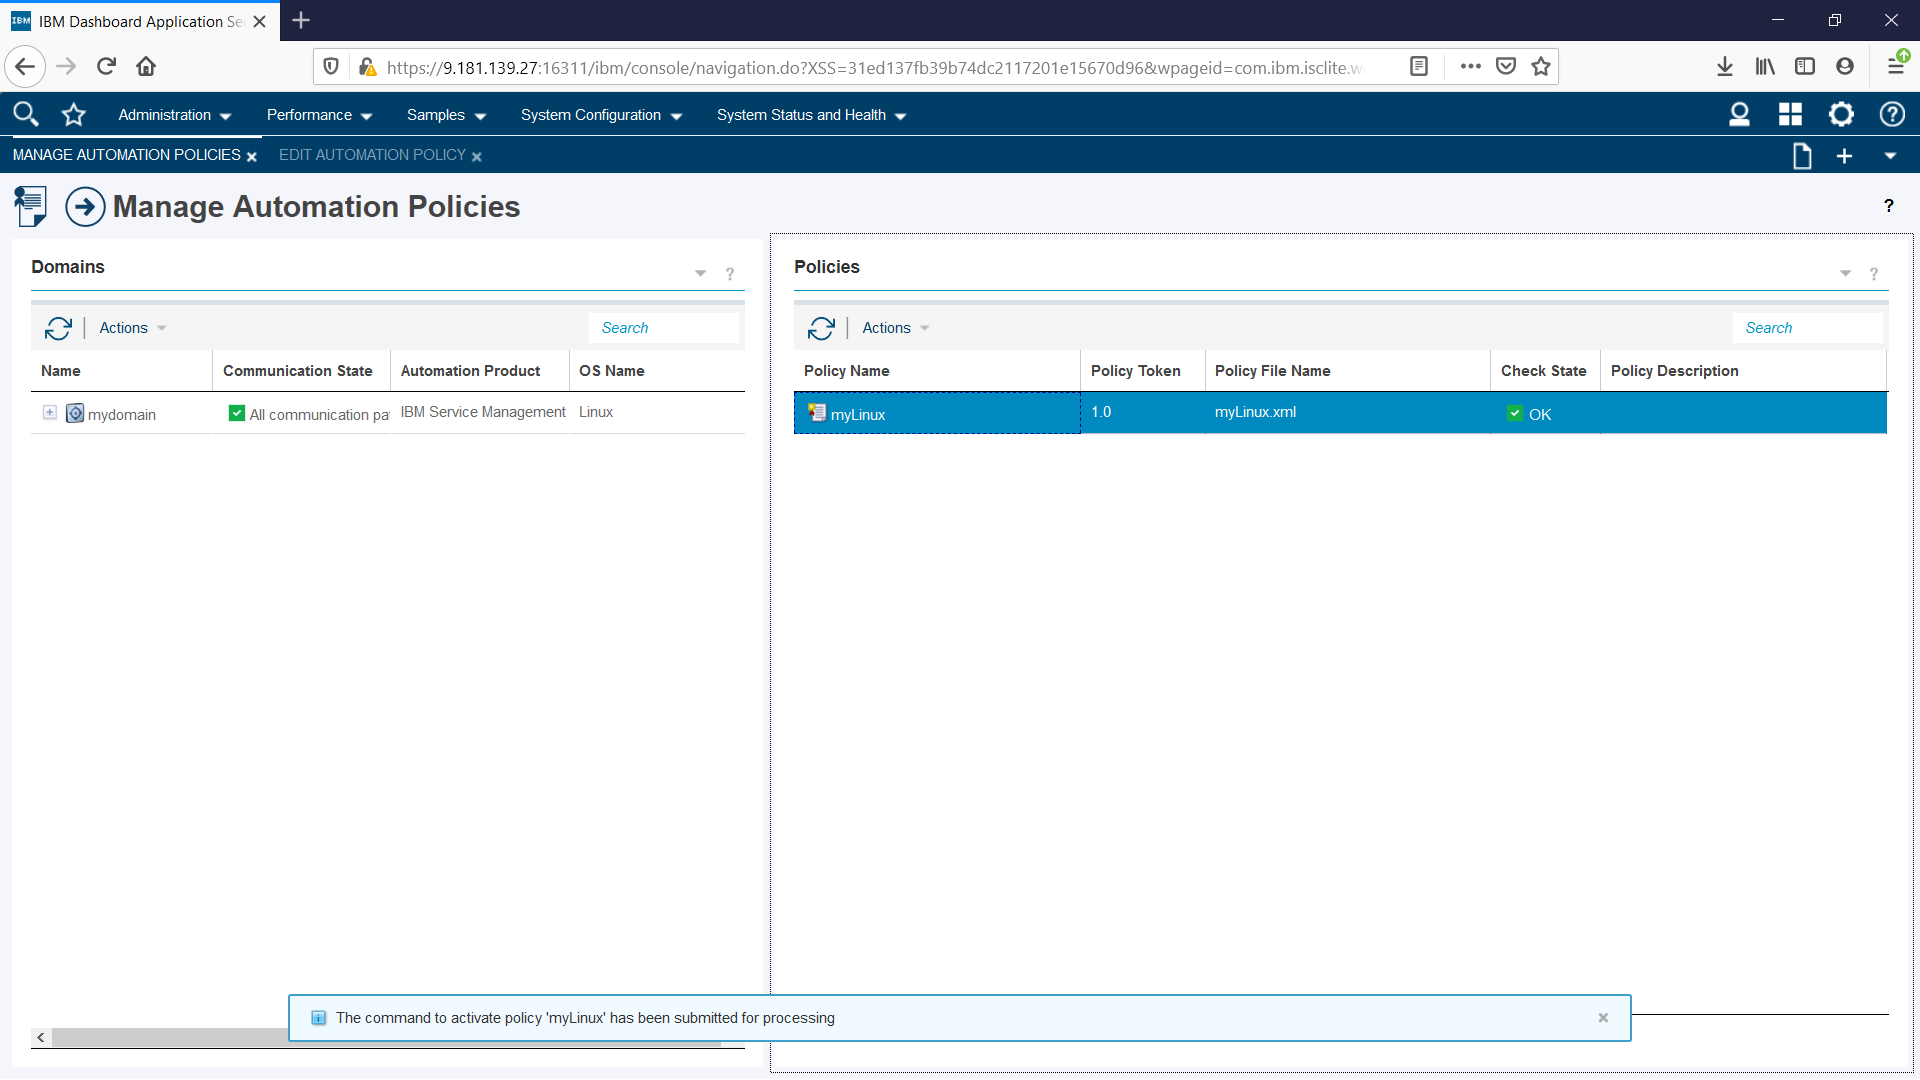 IBM Dashboard Application Se
https://9.181.139.27:16311/ibm/console/navigation.do?XSS=31ed137fb39b74dc2117201e15670d96&wpageid=com.ibm.isclite.w
Administration Performance Samples System Configuration System Status and Health
MANAGE AUTOMATION POLICIES EDIT AUTOMATION POLICY
Manage Automation Policies ?
Domains ?
Actions Search
Name Communication State Automation Product OS Name
mydomain All communication pa IBM Service Management Linux
Policies ?
Actions Search
Policy Name Policy Token Policy File Name Check State Policy Description
myLinux 1.0 myLinux.xml OK
The command to activate policy 'myLinux' has been submitted for processing